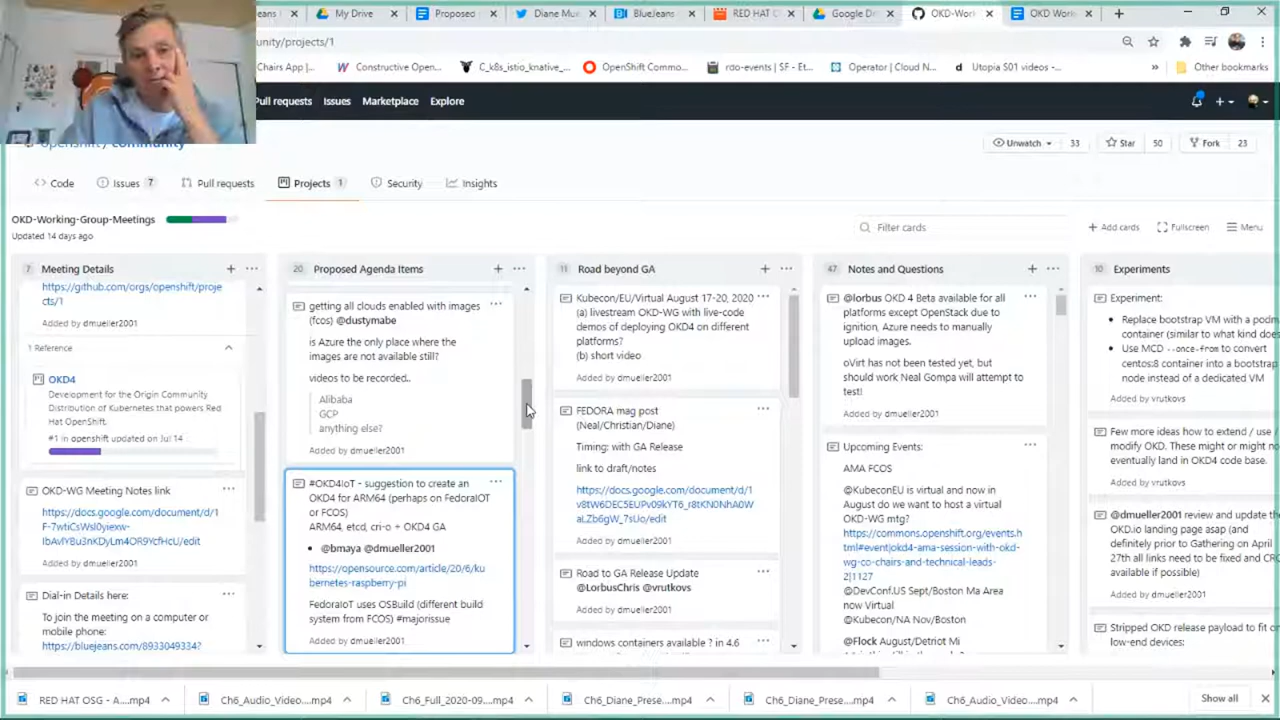 jeans
My Drive
Proposed
Diane Mue
BlueJeans
RED HAT C
Google Dri
OKD-Work
OKD Work
unity/projects/1
Chairs App |...
Constructive Open...
C_k8s_istio_knative_...
OpenShift Commo...
rdo-events | SF - Et...
Operator | Cloud N...
Utopia S01 videos -...
Other bookmarks
Pull requests
Issues
Marketplace
Explore
openshift / community
Unwatch
33
Star
50
Fork
23
Code
Issues 7
Pull requests
Projects 1
Security
Insights
OKD-Working-Group-Meetings
Updated 14 days ago
Filter cards
+ Add cards
Fullscreen
Menu
7 Meeting Details
https://github.com/orgs/openshift/proje
cts/1
Added by dmueller2001
1 Reference
OKD4
Development for the Origin Community
Distribution of Kubernetes that powers Red
Hat OpenShift.
#1 in openshift updated on Jul 14
OKD-WG Meeting Notes link
https://docs.google.com/document/d/1
Added by dmueller2001
Dial-in Details here:
To join the meeting on a computer or
mobile phone:
https://bluejeans.com/8933049334?
20 Proposed Agenda Items
getting all clouds enabled with images
(fcos) @dustymabe
is Azure the only place where the
images are not available still?
videos to be recorded..
Alibaba
GCP
anything else?
Added by dmueller2001
#OKD4IoT - suggestion to create an
OKD4 for ARM64 (perhaps on FedoraIOT
or FCOS)
ARM64, etcd, cri-o + OKD4 GA
• @bmaya @dmueller2001
https://opensource.com/article/20/6/ku
bernetes-raspberry-pi
FedoraIoT uses OSBuild (different build
system from FCOS) #majorissue
Added by dmueller2001
11 Road beyond GA
Kubecon/EU/Virtual August 17-20, 2020
(a) livestream OKD-WG with live-code
demos of deploying OKD4 on different
platforms?
(b) short video
Added by dmueller2001
FEDORA mag post
(Neal/Christian/Diane)
Timing: with GA Release
link to draft/notes
https://docs.google.com/document/d/1
Added by dmueller2001
Road to GA Release Update
@LorbusChris @vrutkovs
Added by dmueller2001
windows containers available ? in 4.6
47 Notes and Questions
@lorbus OKD 4 Beta available for all
platforms except OpenStack due to
ignition, Azure needs to manually
upload images.
oVirt has not been tested yet, but
should work Neal Gompa will attempt to
test!
Added by dmueller2001
Upcoming Events:
AMA FCOS
@KubeconEU is virtual and now in
August do we want to host a virtual
OKD-WG mtg?
https://commons.openshift.org/events.h
tml#event|okd4-ama-session-with-okd-
wg-co-chairs-and-technical-leads-
2|1127
@DevConf.US Sept/Boston Ma Area
now Virtual
@Kubecon/NA Nov/Boston
@Flock August/Detriot Mi
10 Experiments
Experiment:
• Replace bootstrap VM with a podm
container (similar to what kind does
• Use MCD --once-from to convert
centos:8 container into a bootstrap
node instead of a dedicated VM
Added by vrutkovs
Few more ideas how to extend / use /
modify OKD. These might or might no
eventually land in OKD4 code base.
Added by vrutkovs
@dmueller2001 review and update the
OKD.io landing page asap (and
definitely prior to Gathering on April
27th all links need to be fixed and CRC
available if possible)
Added by vrutkovs
Stripped OKD release payload to fit on
low-end devices:
RED HAT OSG - A....mp4
Ch6_Audio_Video....mp4
Ch6_Full_2020-09....mp4
Ch6_Diane_Prese....mp4
Ch6_Diane_Prese....mp4
Ch6_Audio_Video....mp4
Show all